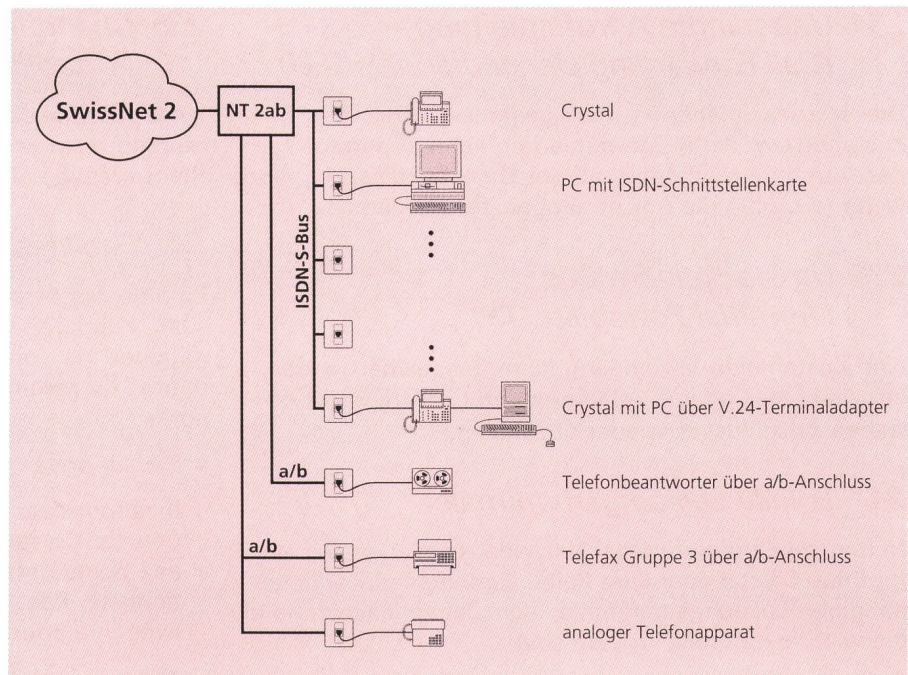 SwissNet 2
NT 2ab
Crystal
PC mit ISDN-Schnittstellenkarte
ISDN-S-Bus
Crystal mit PC über V.24-Terminaladapter
a/b
Telefonbeantworter über a/b-Anschluss
a/b
Telefax Gruppe 3 über a/b-Anschluss
analoger Telefonapparat